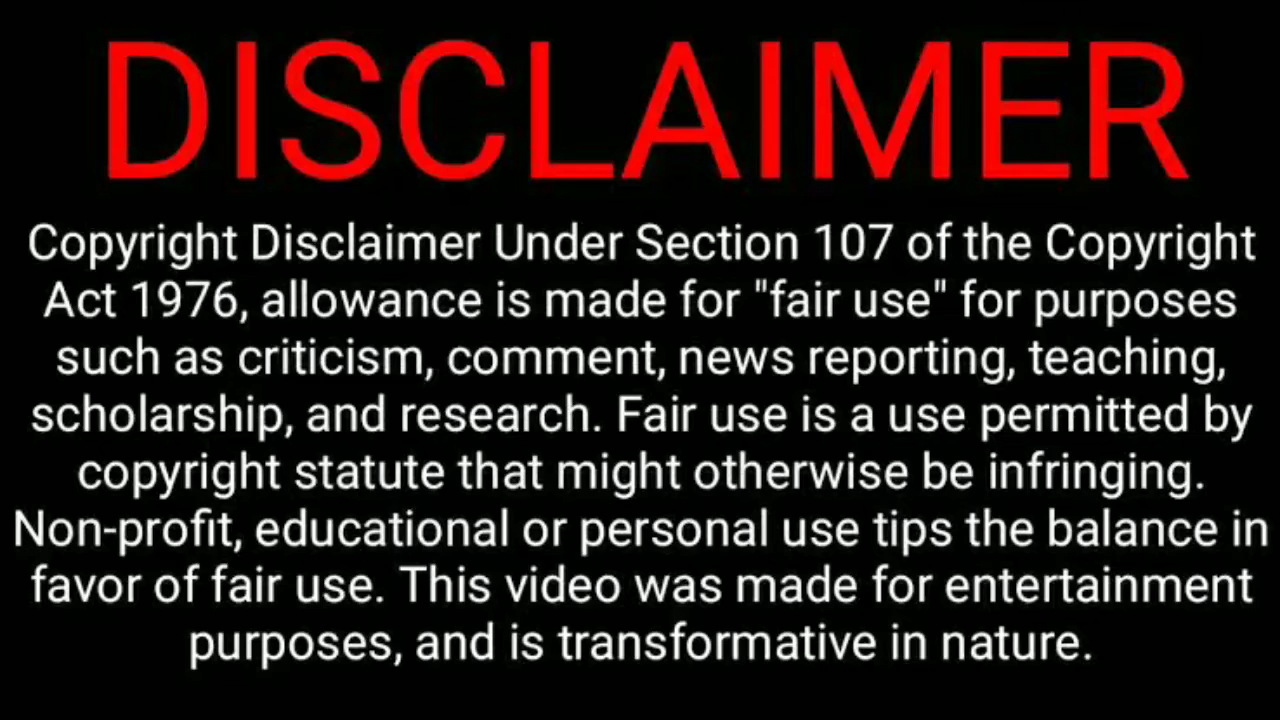 DISCLAIMER
Copyright Disclaimer Under Section 107 of the Copyright
Act 1976, allowance is made for "fair use" for purposes
such as criticism, comment, news reporting, teaching,
scholarship, and research. Fair use is a use permitted by
copyright statute that might otherwise be infringing.
Non-profit, educational or personal use tips the balance in
favor of fair use. This video was made for entertainment
purposes, and is transformative in nature.